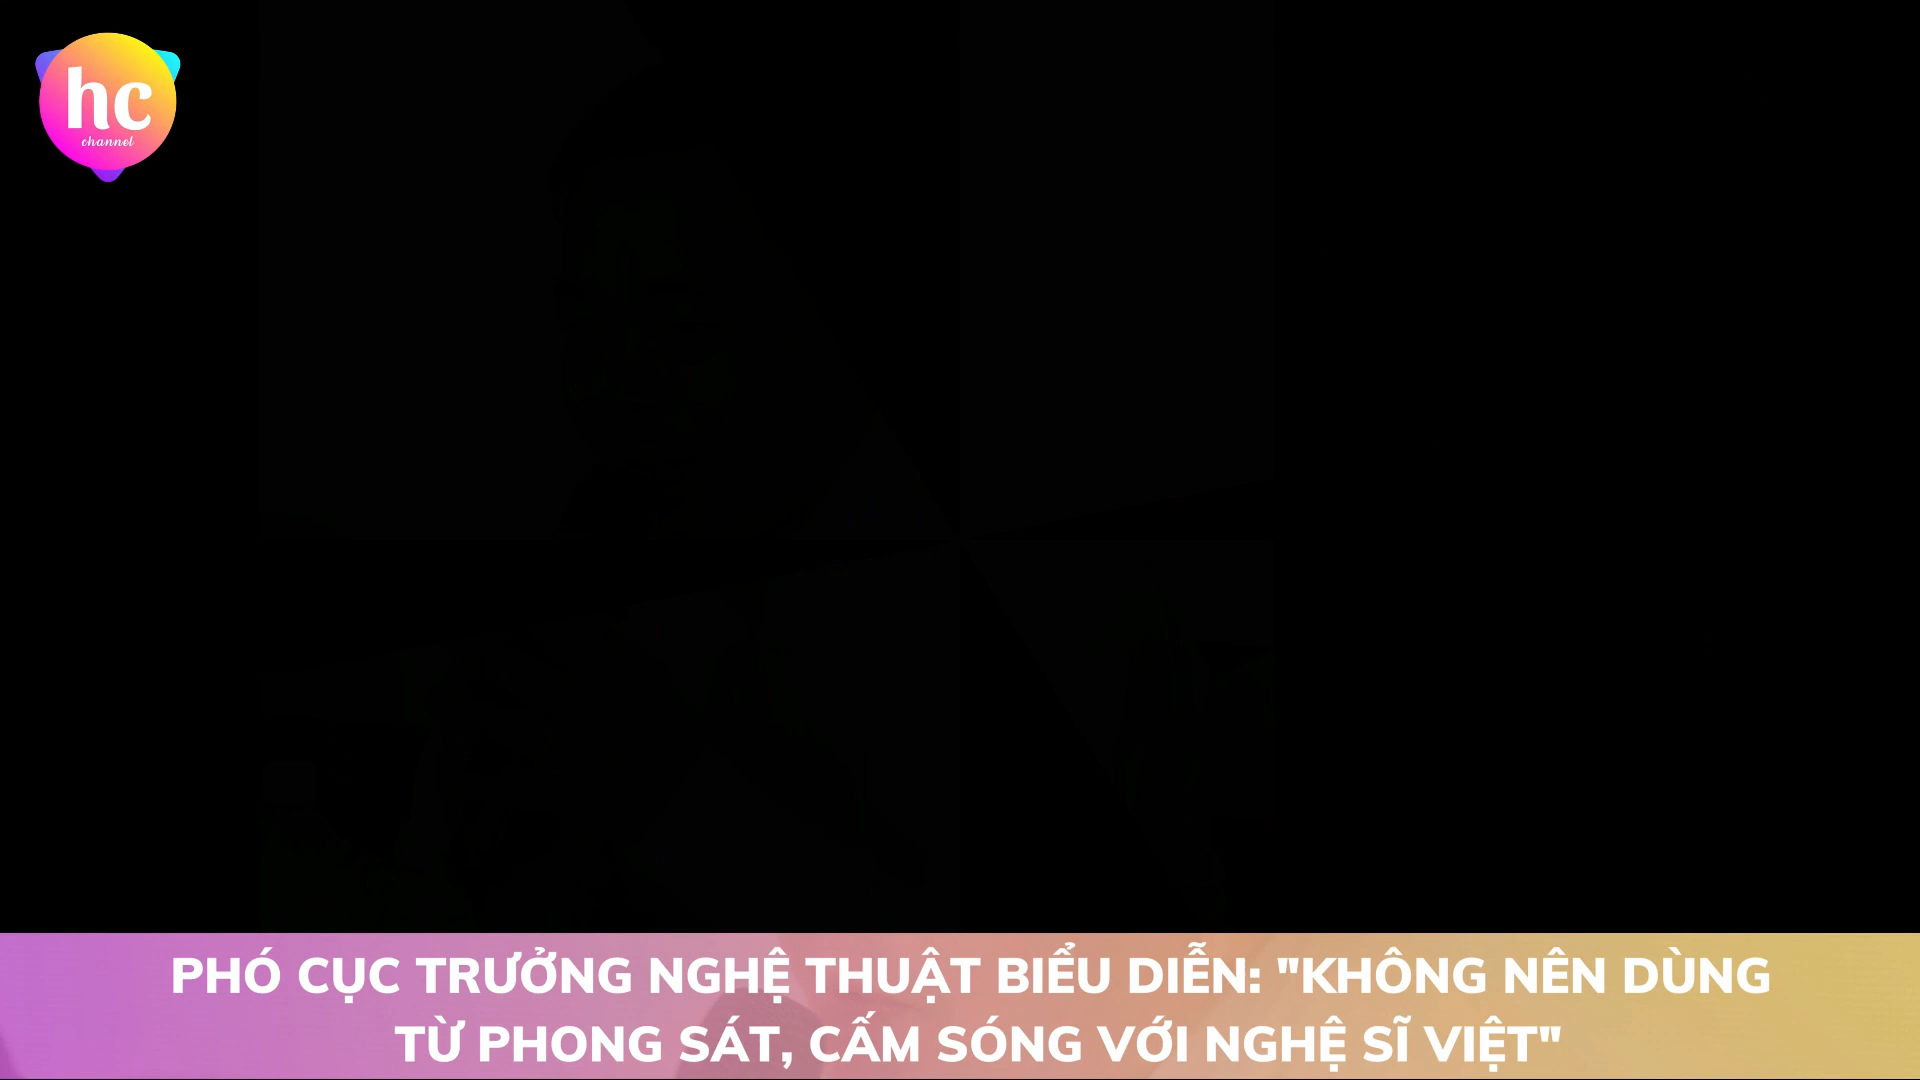 hc
channel
PHÓ CỤC TRƯỞNG NGHỆ THUẬT BIỂU DIỄN: "KHÔNG NÊN DÙNG
TỪ PHONG SÁT, CẤM SÓNG VỚI NGHỆ SĨ VIỆT"